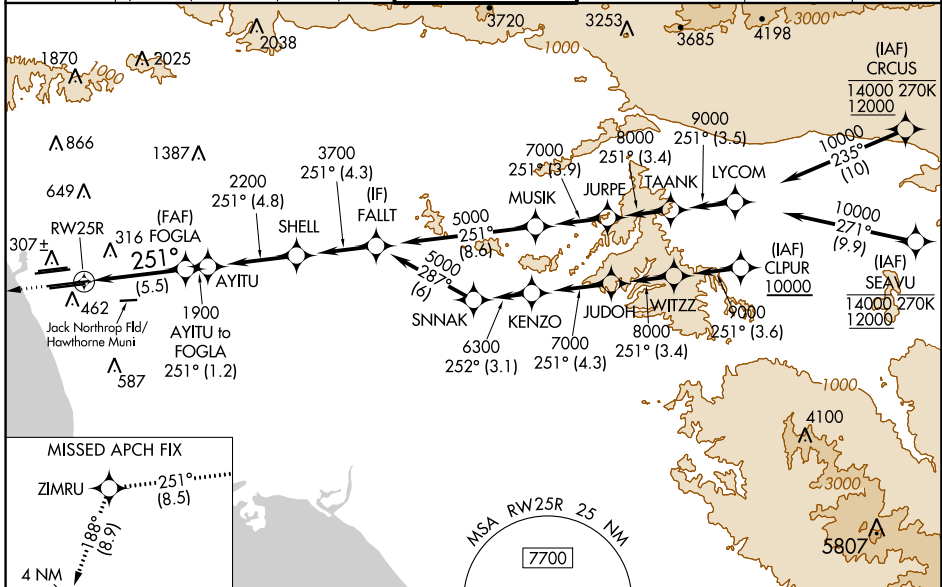 3720
3253
3000
3685
4198
2038
1000
1870
1000
2025
(IAF)
CRCUS
14000 270K
12000
866
1387
649
3700
251° (4.3)
2200
251° (4.8)
7000
251° (3.9)
8000
251° (3.4)
9000
251° (3.5)
10000
235°
(10)
LYCOM
TAANK
JURPE
MUSIK
(IF)
FALLT
SHELL
(FAF)
FOGLA
RW25R
316
251°
307 ±
(5.5)
AYITU
5000
251°
(8.6)
5000
287°
(6)
10000
271°
(9.9)
(IAF)
CLPUR
10000
(IAF)
SEAVU
14000 270K
12000
462
Jack Northrop Fld/
Hawthorne Muni
1900
AYITU to
FOGLA
251° (1.2)
SNNAK
KENZO
JUDOH
WITZZ
6300
252° (3.1)
7000
251° (4.3)
8000
251° (3.4)
9000
251° (3.6)
587
1000
4100
3000
5807
MISSED APCH FIX
ZIMRU
251°
(8.5)
188°
(8.9)
4 NM
MSA RW25R 25 NM
7700